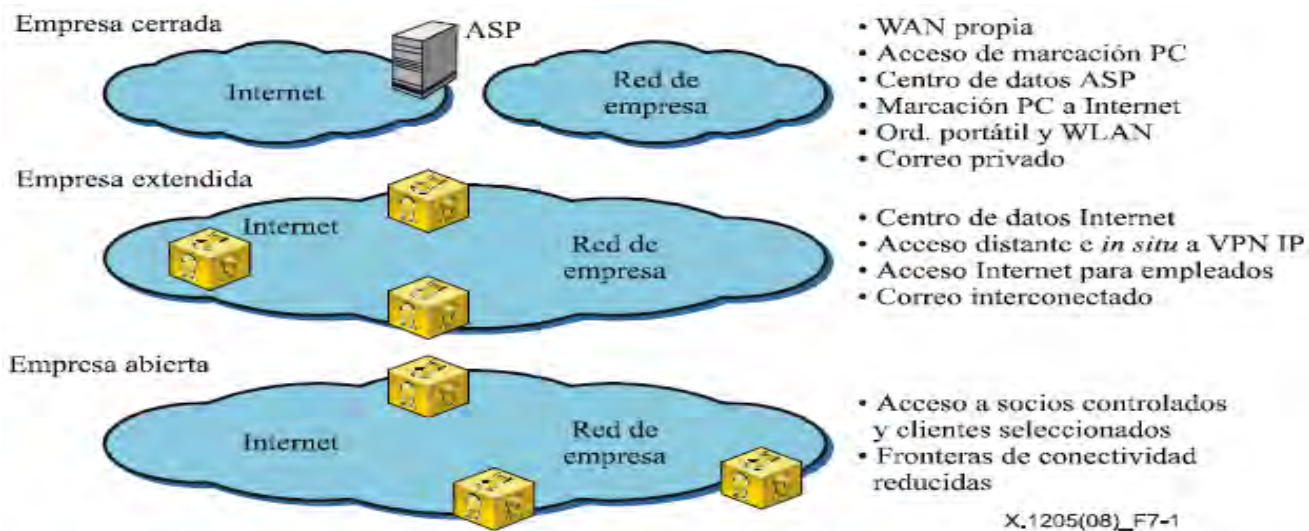 Empresa cerrada
ASP
Internet
Red de
empresa
• WAN propia
• Acceso de marcación PC
• Centro de datos ASP
• Marcación PC a Internet
• Ord. portátil y WLAN
• Correo privado
Empresa extendida
Internet
Red de
empresa
• Centro de datos Internet
• Acceso distante e in situ a VPN IP
• Acceso Internet para empleados
• Correo interconectado
Empresa abierta
Internet
Red de
empresa
• Acceso a socios controlados
y clientes seleccionados
• Fronteras de conectividad
reducidas
X.1205(08)_F7-1